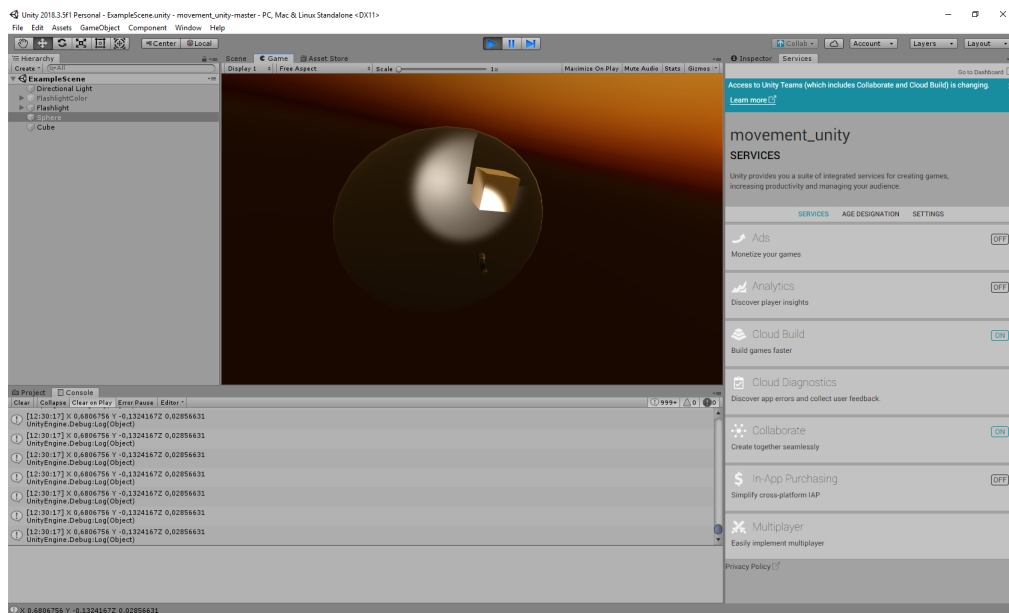 Unity 2018.3.5f1 Personal - ExampleScene.unity - movement_unity-master - PC, Mac & Linux Standalone <DX11>
File Edit Assets GameObject Component Window Help
Center Local
Collab Account Layers Layout
Hierarchy
Create All
ExampleScene
Directional Light
FlashlightColor
Flashlight
Sphere
Cube
Scene Game Asset Store
Display 1 Free Aspect Scale 1x Maximize On Play Mute Audio Stats Gizmos
Inspector Services
Go to Dashboard
Access to Unity Teams (which includes Collaborate and Cloud Build) is changing.
Learn more
movement_unity
SERVICES
Unity provides you a suite of integrated services for creating games,
increasing productivity and managing your audience.
SERVICES AGE DESIGNATION SETTINGS
Ads OFF
Monetize your games
Analytics OFF
Discover player insights
Cloud Build ON
Build games faster
Cloud Diagnostics
Discover app errors and collect user feedback.
Collaborate ON
Create together seamlessly
In-App Purchasing OFF
Simplify cross-platform IAP
Multiplayer
Easily implement multiplayer
Privacy Policy
Project Console
Clear Collapse Clear on Play Error Pause Editor 999+ 0 0
[12:30:17] X 0,6806756 Y -0,1324167Z 0,02856631
UnityEngine.Debug:Log(Object)
[12:30:17] X 0,6806756 Y -0,1324167Z 0,02856631
UnityEngine.Debug:Log(Object)
[12:30:17] X 0,6806756 Y -0,1324167Z 0,02856631
UnityEngine.Debug:Log(Object)
[12:30:17] X 0,6806756 Y -0,1324167Z 0,02856631
UnityEngine.Debug:Log(Object)
[12:30:17] X 0,6806756 Y -0,1324167Z 0,02856631
UnityEngine.Debug:Log(Object)
[12:30:17] X 0,6806756 Y -0,1324167Z 0,02856631
UnityEngine.Debug:Log(Object)
[12:30:17] X 0,6806756 Y -0,1324167Z 0,02856631
UnityEngine.Debug:Log(Object)
X 0,6806756 Y -0,1324167Z 0,02856631